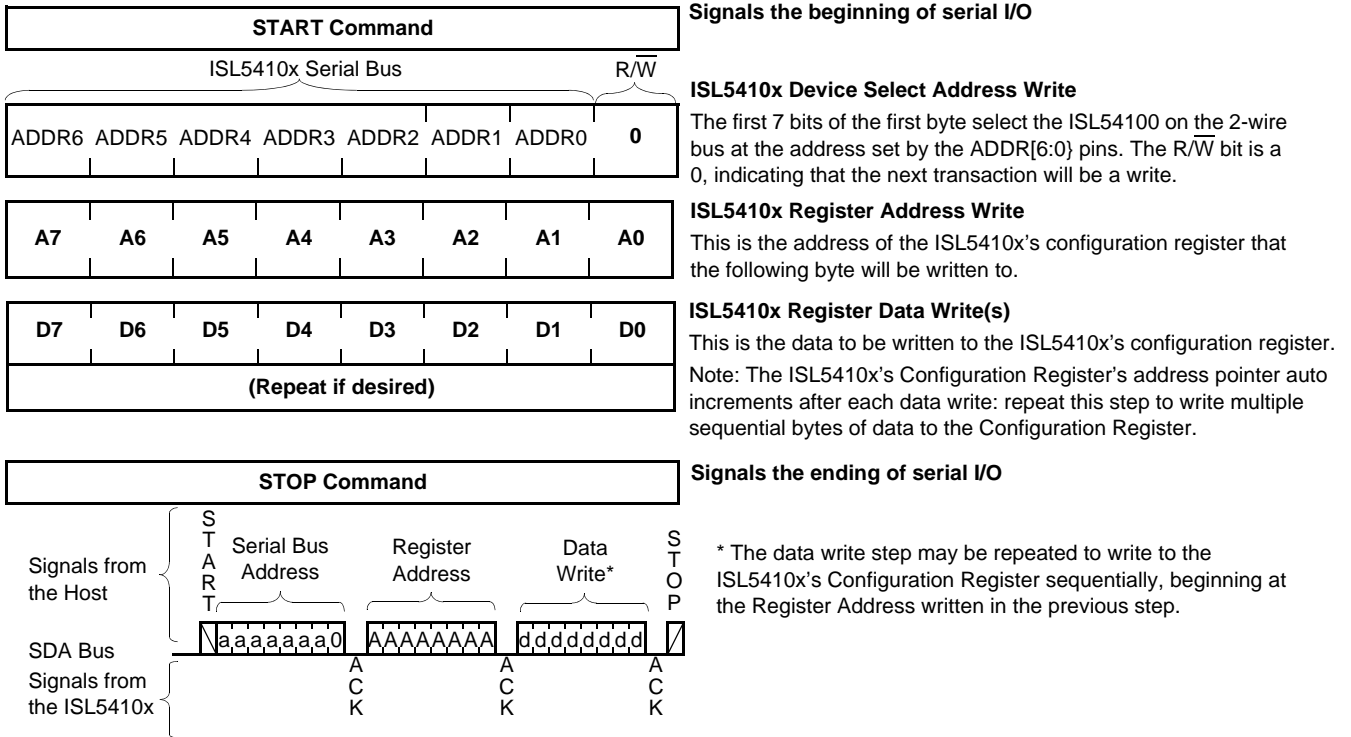 START Command
Signals the beginning of serial I/O
ISL5410x Serial Bus
R/W
ISL5410x Device Select Address Write
ADDR6 ADDR5 ADDR4 ADDR3 ADDR2 ADDR1 ADDR0 0
The first 7 bits of the first byte select the ISL54100 on the 2-wire
bus at the address set by the ADDR[6:0} pins. The R/W bit is a
0, indicating that the next transaction will be a write.
ISL5410x Register Address Write
A7 A6 A5 A4 A3 A2 A1 A0
This is the address of the ISL5410x's configuration register that
the following byte will be written to.
ISL5410x Register Data Write(s)
D7 D6 D5 D4 D3 D2 D1 D0
This is the data to be written to the ISL5410x's configuration register.
(Repeat if desired)
Note: The ISL5410x's Configuration Register's address pointer auto
increments after each data write: repeat this step to write multiple
sequential bytes of data to the Configuration Register.
STOP Command
Signals the ending of serial I/O
Signals from
the Host
START
Serial Bus
Address
Register
Address
Data
Write*
STOP
* The data write step may be repeated to write to the
ISL5410x's Configuration Register sequentially, beginning at
the Register Address written in the previous step.
SDA Bus
aaaaaaa0 AAAAAAAA dddddddd
Signals from
the ISL5410x
ACK
ACK
ACK